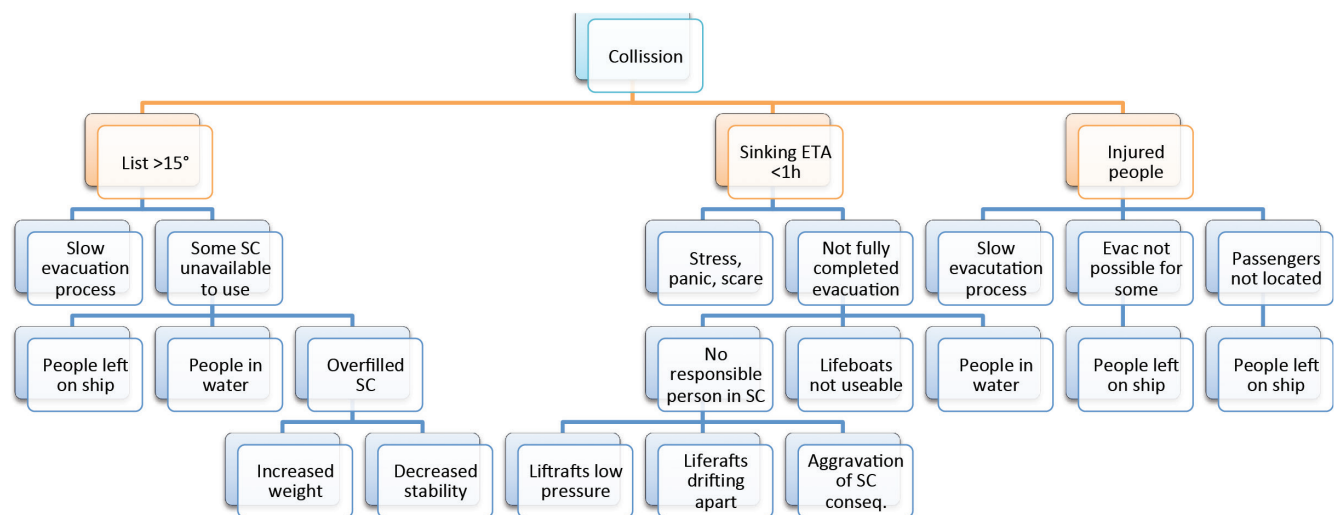 Collission
List >15°
Sinking ETA
<1h
Injured
people
Slow
evacuation
process
Some SC
unavailable
to use
Stress,
panic, scare
Not fully
completed
evacuation
Slow
evacutation
process
Evac not
possible for
some
Passengers
not located
People left
on ship
People in
water
Overfilled
SC
No
responsible
person in SC
Lifeboats
not useable
People in
water
People left
on ship
People left
on ship
Increased
weight
Decreased
stability
Liftrafts low
pressure
Liferafts
drifting
apart
Aggravation
of SC
conseq.